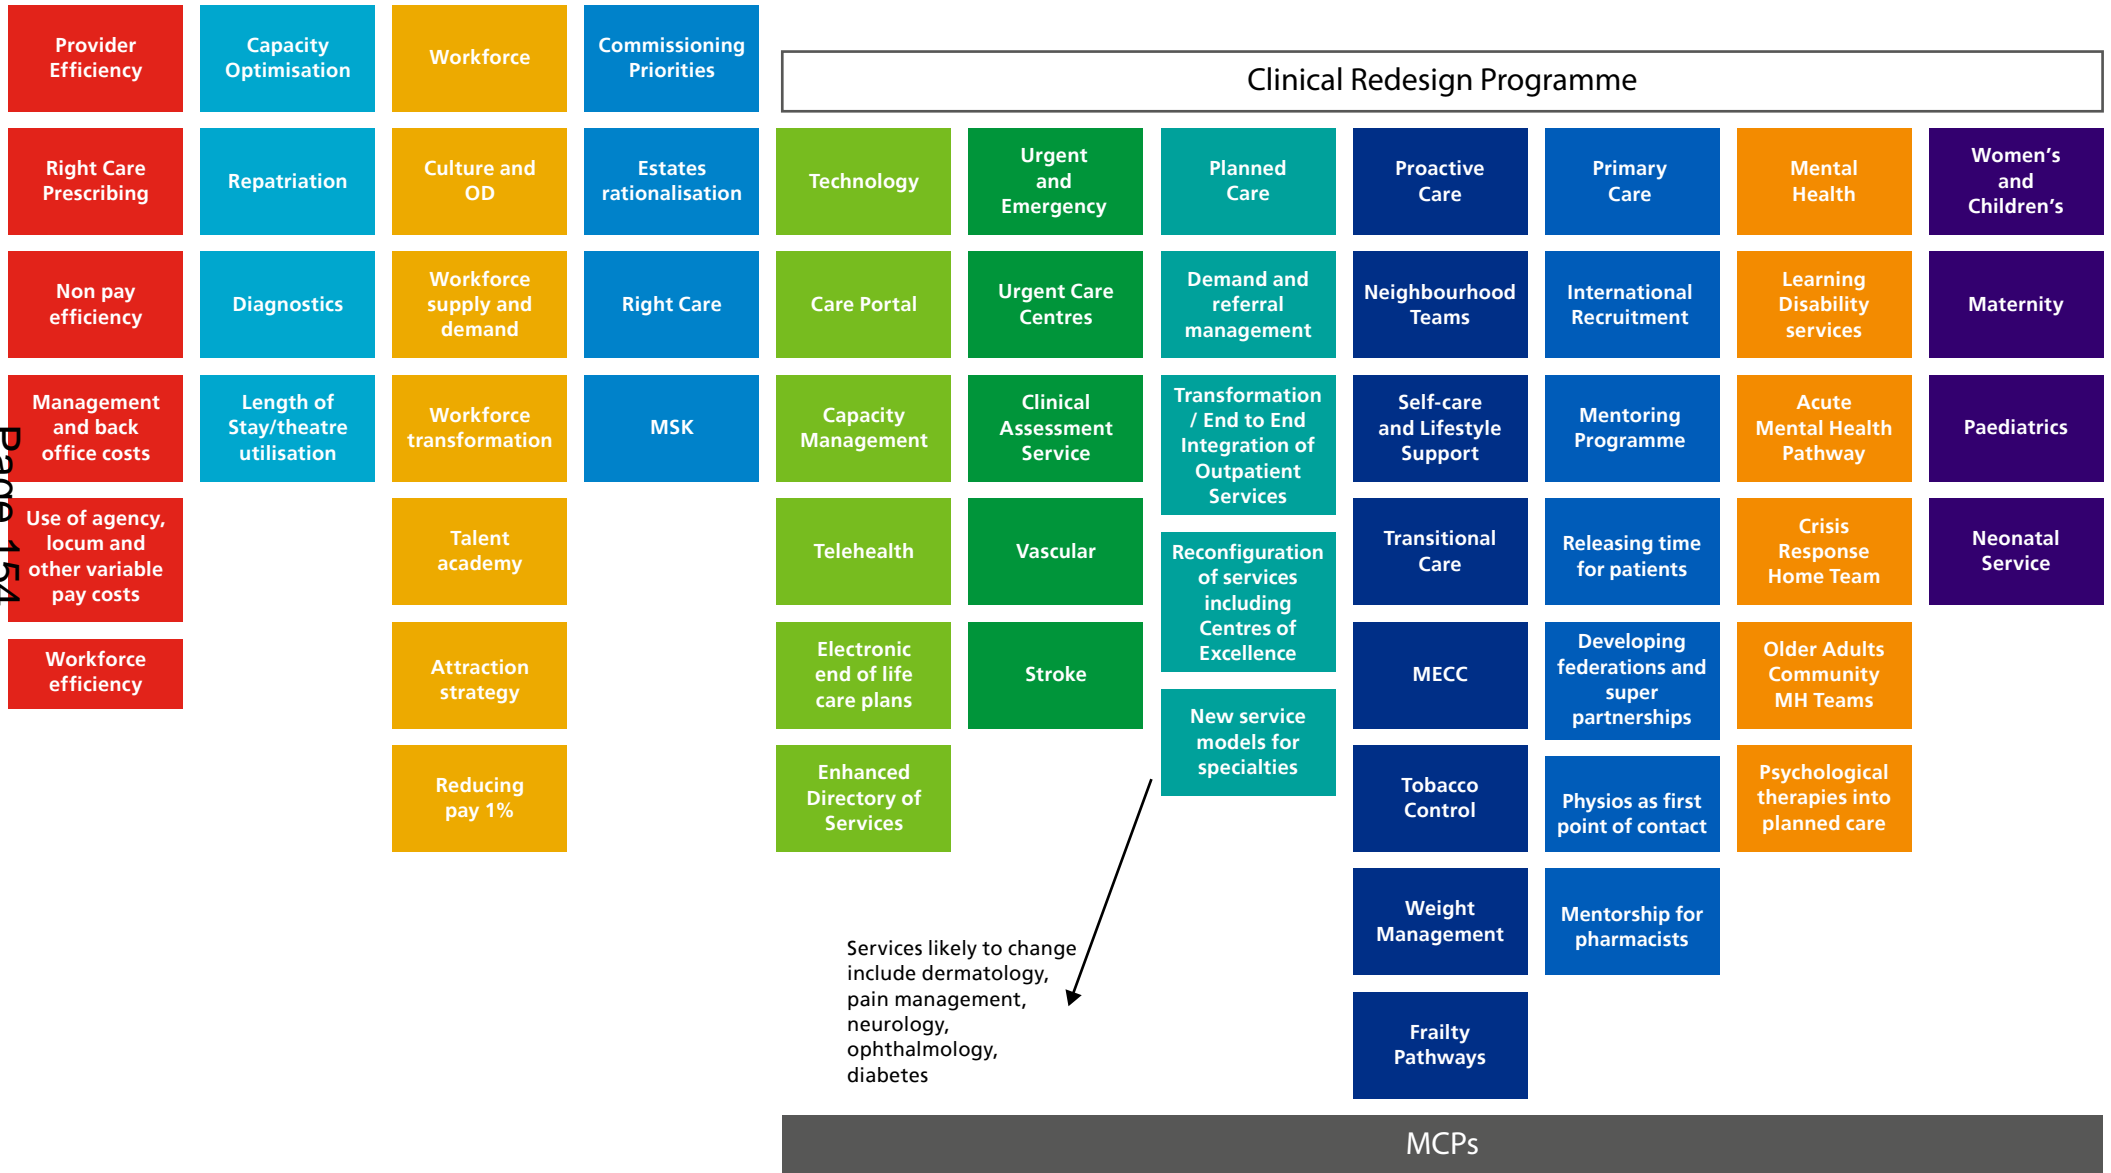 Provider
Efficiency
Capacity
Optimisation
Workforce
Commissioning
Priorities
Clinical Redesign Programme
Right Care
Prescribing
Repatriation
Culture and
OD
Estates
rationalisation
Technology
Urgent
and
Emergency
Planned
Care
Proactive
Care
Primary
Care
Mental
Health
Women's
and
Children's
Non pay
efficiency
Diagnostics
Workforce
supply and
demand
Right Care
Care Portal
Urgent Care
Centres
Demand and
referral
management
Neighbourhood
Teams
International
Recruitment
Learning
Disability
services
Maternity
Management
and back
office costs
Length of
Stay/theatre
utilisation
Workforce
transformation
MSK
Capacity
Management
Clinical
Assessment
Service
Transformation
/ End to End
Integration of
Outpatient
Services
Self-care
and Lifestyle
Support
Mentoring
Programme
Acute
Mental Health
Pathway
Paediatrics
Page 154
Use of agency,
locum and
other variable
pay costs
Talent
academy
Telehealth
Vascular
Reconfiguration
of services
including
Centres of
Excellence
Transitional
Care
Releasing time
for patients
Crisis
Response
Home Team
Neonatal
Service
Workforce
efficiency
Attraction
strategy
Electronic
end of life
care plans
Stroke
New service
models for
specialties
MECC
Developing
federations and
super
partnerships
Older Adults
Community
MH Teams
Reducing
pay 1%
Enhanced
Directory of
Services
Tobacco
Control
Physios as first
point of contact
Psychological
therapies into
planned care
Weight
Management
Mentorship for
pharmacists
Services likely to change
include dermatology,
pain management,
neurology,
ophthalmology,
diabetes
Frailty
Pathways
MCPs